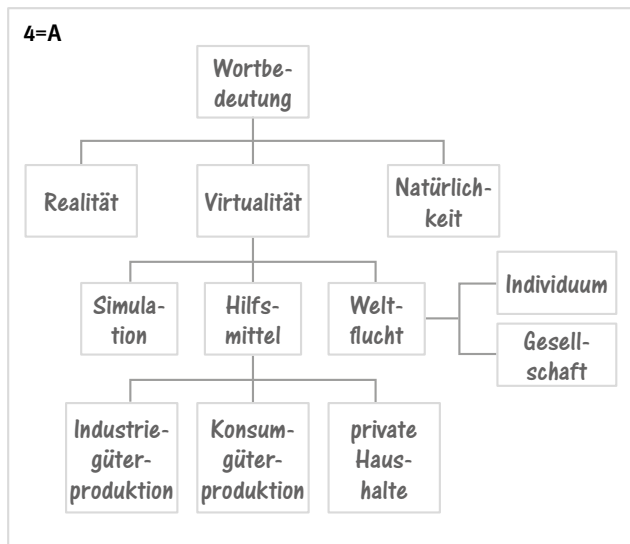 4=A
Wortbe-
deutung
Realität
Virtualität
Natürlich-
keit
Simula-
tion
Hilfs-
mittel
Welt-
flucht
Individuum
Gesell-
schaft
Industrie-
güter-
produktion
Konsum-
güter-
produktion
private
Haus-
halte